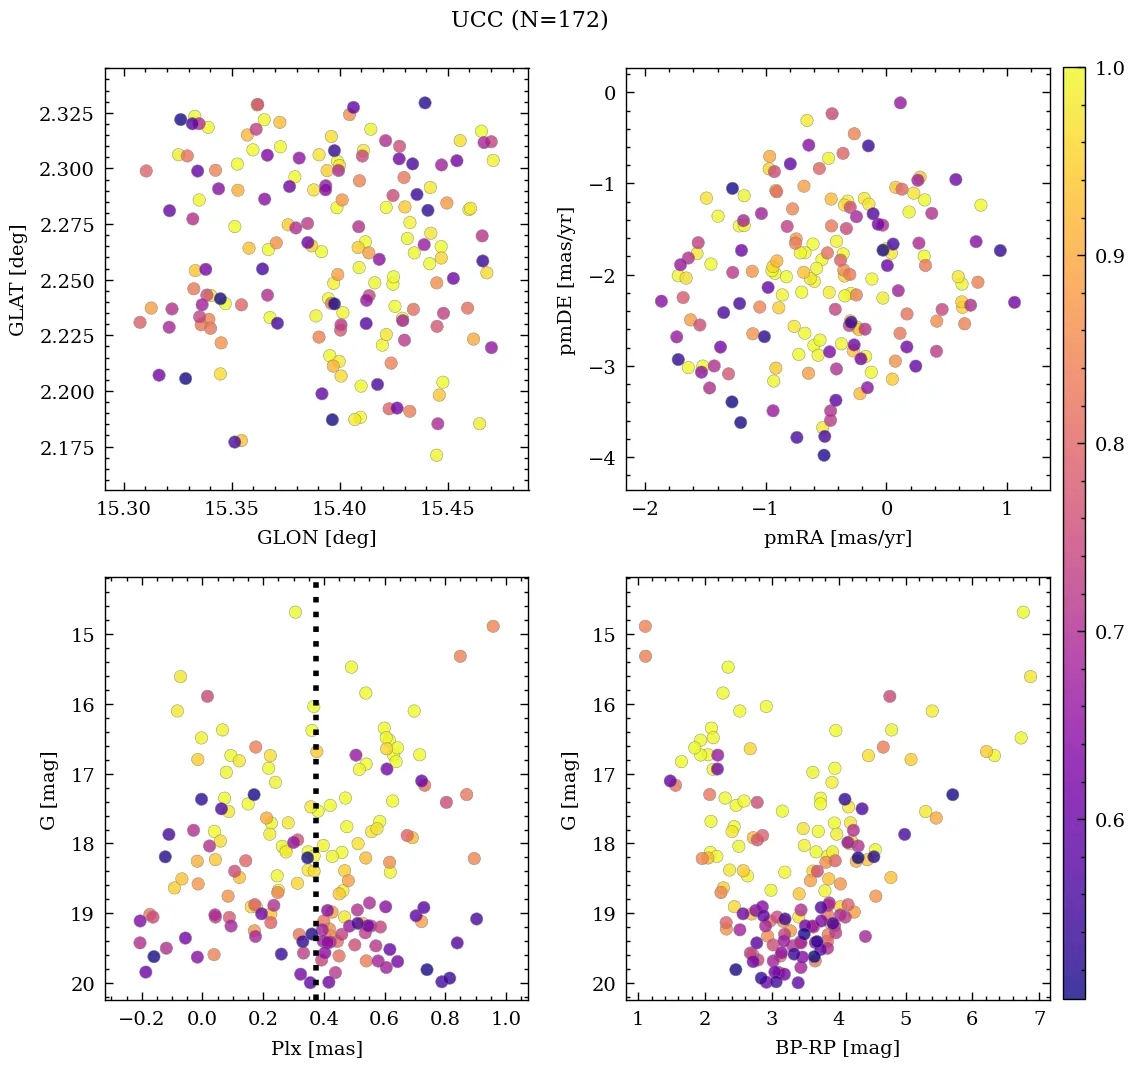 UCC (N=172)
2.325
2.300
2.275
2.250
2.225
2.200
2.175
GLAT [deg]
15.30 15.35 15.40 15.45
GLON [deg]
0
−1
−2
−3
−4
pmDE [mas/yr]
−2 −1 0 1
pmRA [mas/yr]
1.0
0.9
0.8
0.7
0.6
15
16
17
18
19
20
G [mag]
−0.2 0.0 0.2 0.4 0.6 0.8 1.0
Plx [mas]
15
16
17
18
19
20
G [mag]
1 2 3 4 5 6 7
BP-RP [mag]